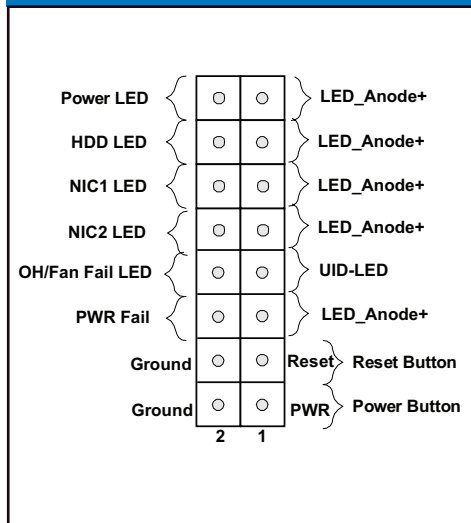 Power LED LED_Anode+
HDD LED LED_Anode+
NIC1 LED LED_Anode+
NIC2 LED LED_Anode+
OH/Fan Fail LED UID-LED
PWR Fail LED_Anode+
Ground Reset Reset Button
Ground PWR Power Button
2 1